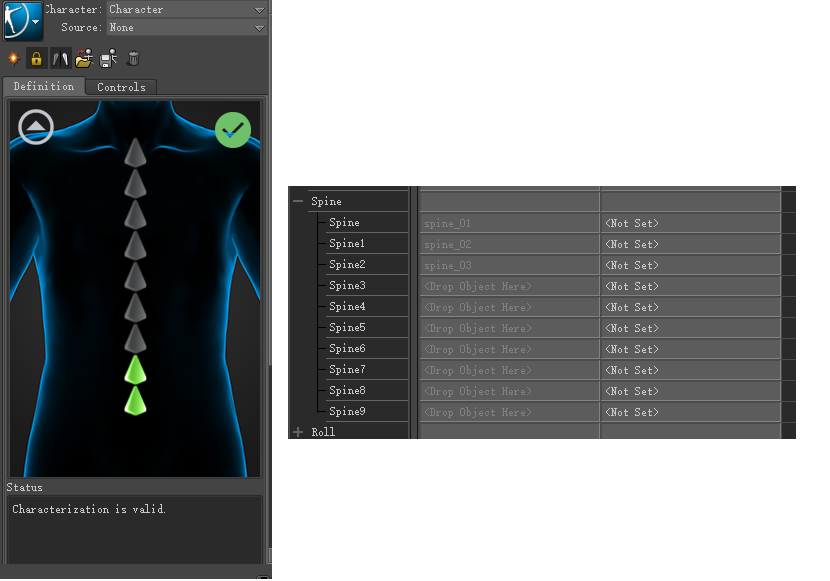 Character: Character
Source: None
Definition Controls
Status
Characterization is valid.
Spine
Spine spine_01 <Not Set>
Spine1 spine_02 <Not Set>
Spine2 spine_03 <Not Set>
Spine3 <Drop Object Here> <Not Set>
Spine4 <Drop Object Here> <Not Set>
Spine5 <Drop Object Here> <Not Set>
Spine6 <Drop Object Here> <Not Set>
Spine7 <Drop Object Here> <Not Set>
Spine8 <Drop Object Here> <Not Set>
Spine9 <Drop Object Here> <Not Set>
Roll